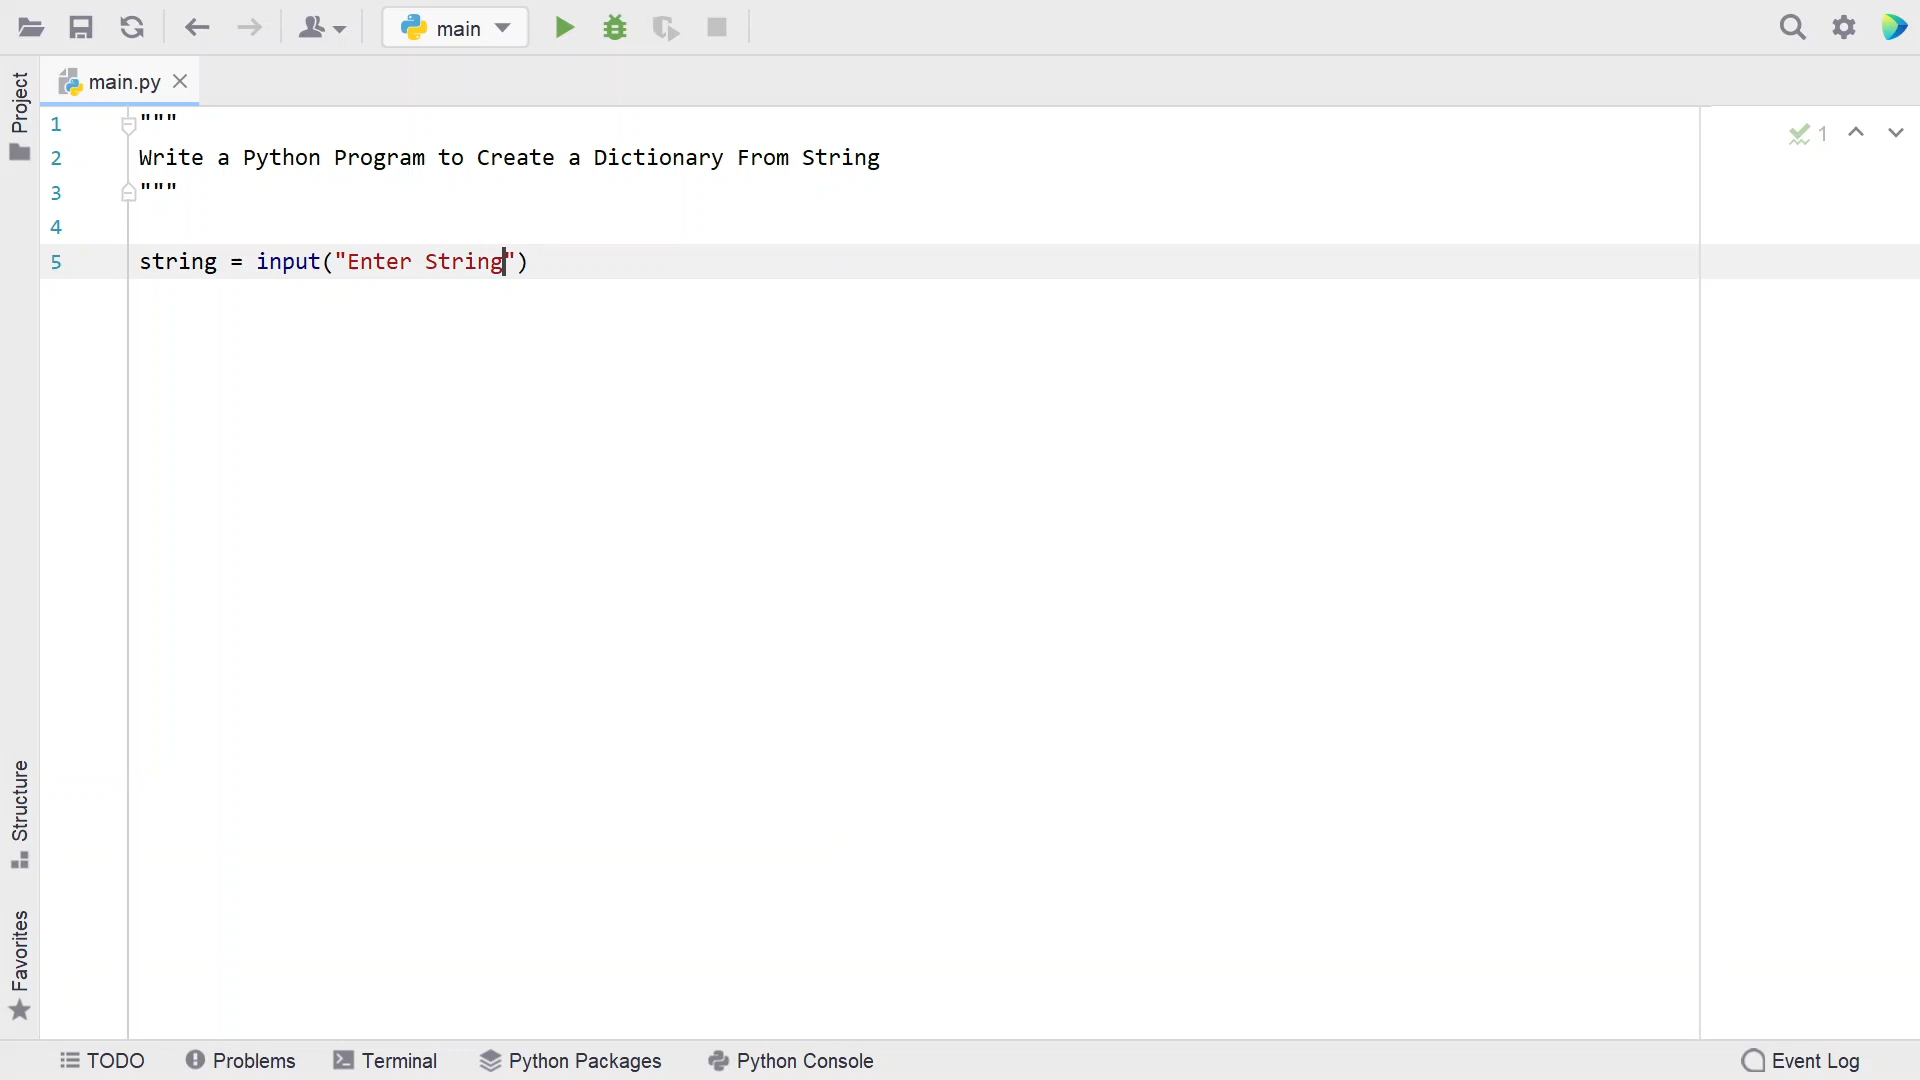 main
main.py
Project
1 """
2 Write a Python Program to Create a Dictionary From String
3 """
4
5 string = input("Enter String")
1
Structure
Favorites
TODO Problems Terminal Python Packages Python Console Event Log